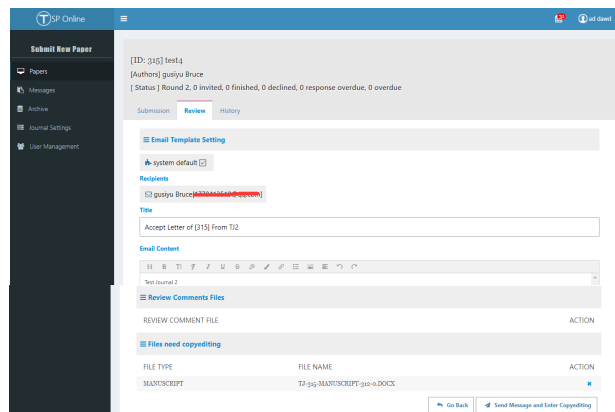 TSP Online
21
ad dawd
Submit New Paper
Papers
Messages
Archive
Journal Settings
User Management
[ID: 315] test4
[Authors] gusiyu Bruce
[ Status ] Round 2, 0 invited, 0 finished, 0 declined, 0 response overdue, 0 overdue
Submission Review History
Email Template Setting
system default
Recipients
gusiyu Bruce[
Title
Accept Letter of [315] From TJ2
Email Content
Test Journal 2
Review Comments Files
REVIEW COMMENT FILE ACTION
Files need copyediting
FILE TYPE FILE NAME ACTION
MANUSCRIPT TJ-315-MANUSCRIPT-312-0.DOCX
Go Back Send Message and Enter Copyediting